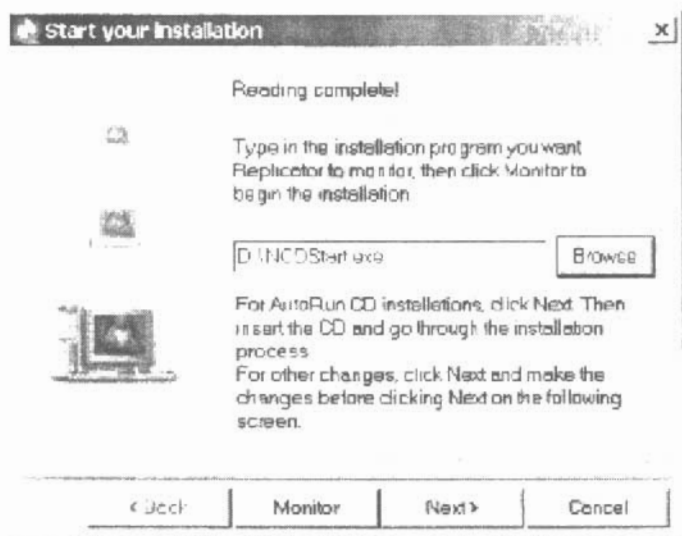 Start your installation
Reading complete!
Type in the installation program you want
Replicator to monitor, then click Monitor to
begin the installation
D:\NCDStart.exe
Browse
For AutoRun CD installations, click Next. Then
insert the CD and go through the installation
process
For other changes, click Next and make the
changes before clicking Next on the following
screen.
< Back
Monitor
Next >
Cancel